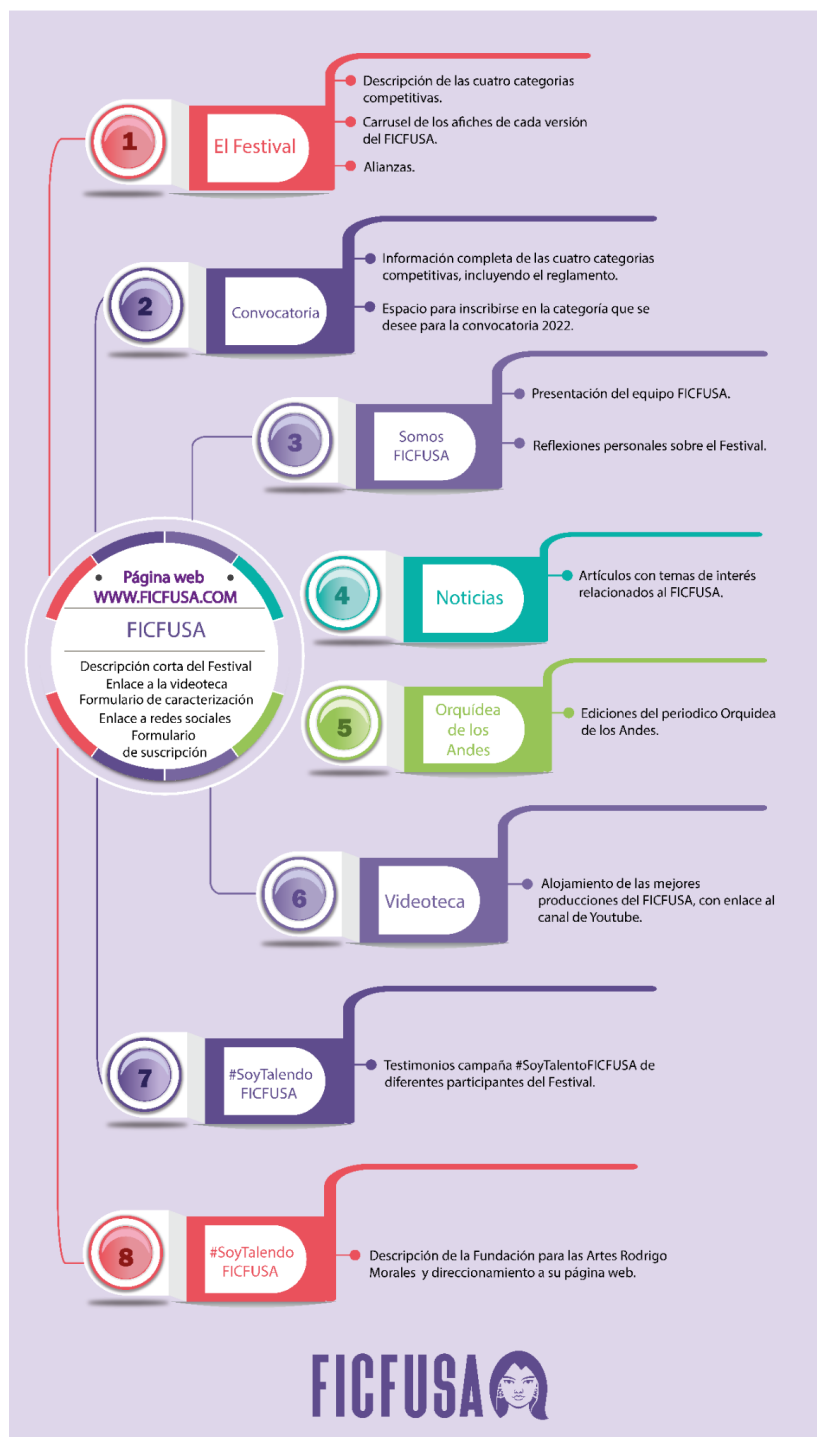 1
El Festival
Descripción de las cuatro categorias
competitivas.
Carrusel de los afiches de cada versión
del FICFUSA.
Alianzas.
2
Convocatoria
Información completa de las cuatro categorias
competitivas, incluyendo el reglamento.
Espacio para inscribirse en la categoría que se
desee para la convocatoria 2022.
3
Somos
FICFUSA
Presentación del equipo FICFUSA.
Reflexiones personales sobre el Festival.
Página web
WWW.FICFUSA.COM
FICFUSA
Descripción corta del Festival
Enlace a la videoteca
Formulario de caracterización
Enlace a redes sociales
Formulario
de suscripción
4
Noticias
Artículos con temas de interés
relacionados al FICFUSA.
5
Orquídea
de los
Andes
Ediciones del periodico Orquidea
de los Andes.
6
Videoteca
Alojamiento de las mejores
producciones del FICFUSA, con enlace al
canal de Youtube.
7
#SoyTalendo
FICFUSA
Testimonios campaña #SoyTalentoFICFUSA de
diferentes participantes del Festival.
8
#SoyTalendo
FICFUSA
Descripción de la Fundación para las Artes Rodrigo
Morales y direccionamiento a su página web.
FICFUSA